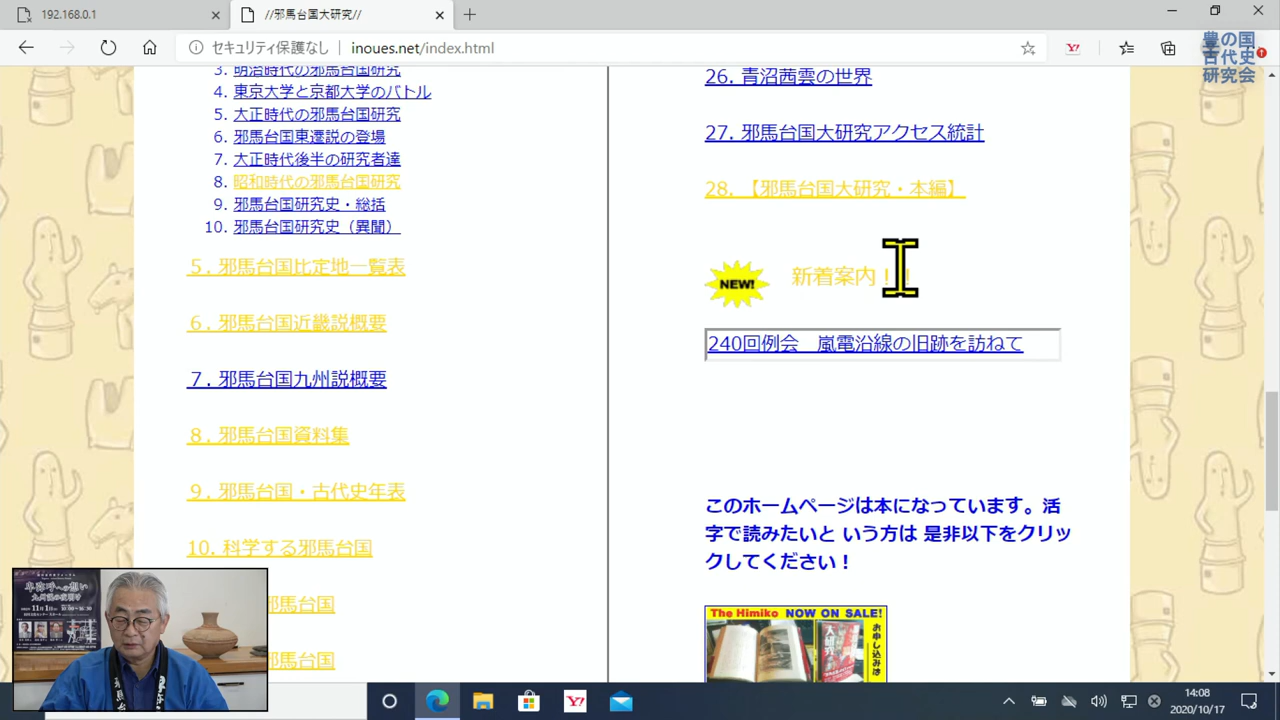 192.168.0.1
//邪馬台国大研究//
セキュリティ保護なし
inoues.net/index.html
豊の国
古代史
研究会
3. 明治時代の邪馬台国研究
4. 東京大学と京都大学のバトル
5. 大正時代の邪馬台国研究
6. 邪馬台国東遷説の登場
7. 大正時代後半の研究者達
8. 昭和時代の邪馬台国研究
9. 邪馬台国研究史・総括
10. 邪馬台国研究史（異聞）
５. 邪馬台国比定地一覧表
６. 邪馬台国近畿説概要
７. 邪馬台国九州説概要
８. 邪馬台国資料集
９. 邪馬台国・古代史年表
10. 科学する邪馬台国
邪馬台国
邪馬台国
26. 青沼茜雲の世界
27. 邪馬台国大研究アクセス統計
28. 【邪馬台国大研究・本編】
NEW!
新着案内！！
240回例会　嵐電沿線の旧跡を訪ねて
このホームページは本になっています。活
字で読みたいと いう方は 是非以下をクリッ
クしてください！
The Himiko NOW ON SALE!
お申し込みは
卑弥呼への想い
11月1日
14:08
2020/10/17